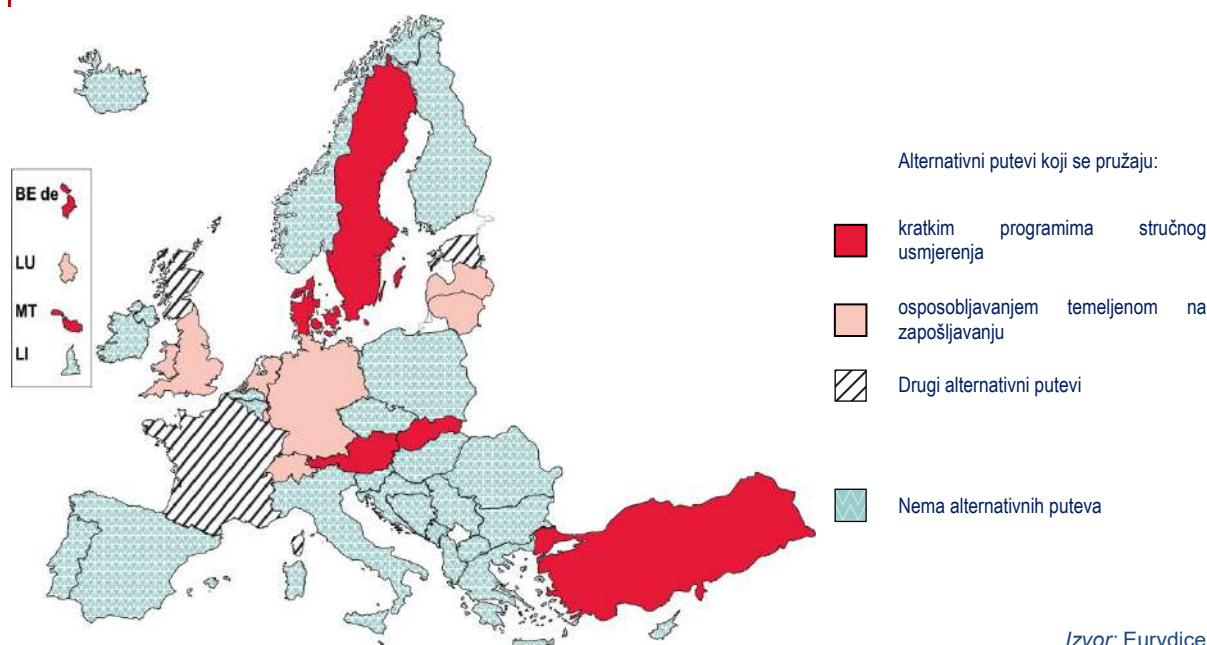 BE de
LU
MT
LI
Alternativni putevi koji se pružaju:
kratkim programima stručnog
usmjerenja
osposobljavanjem temeljenom na
zapošljavanju
Drugi alternativni putevi
Nema alternativnih puteva
Izvor: Eurydice